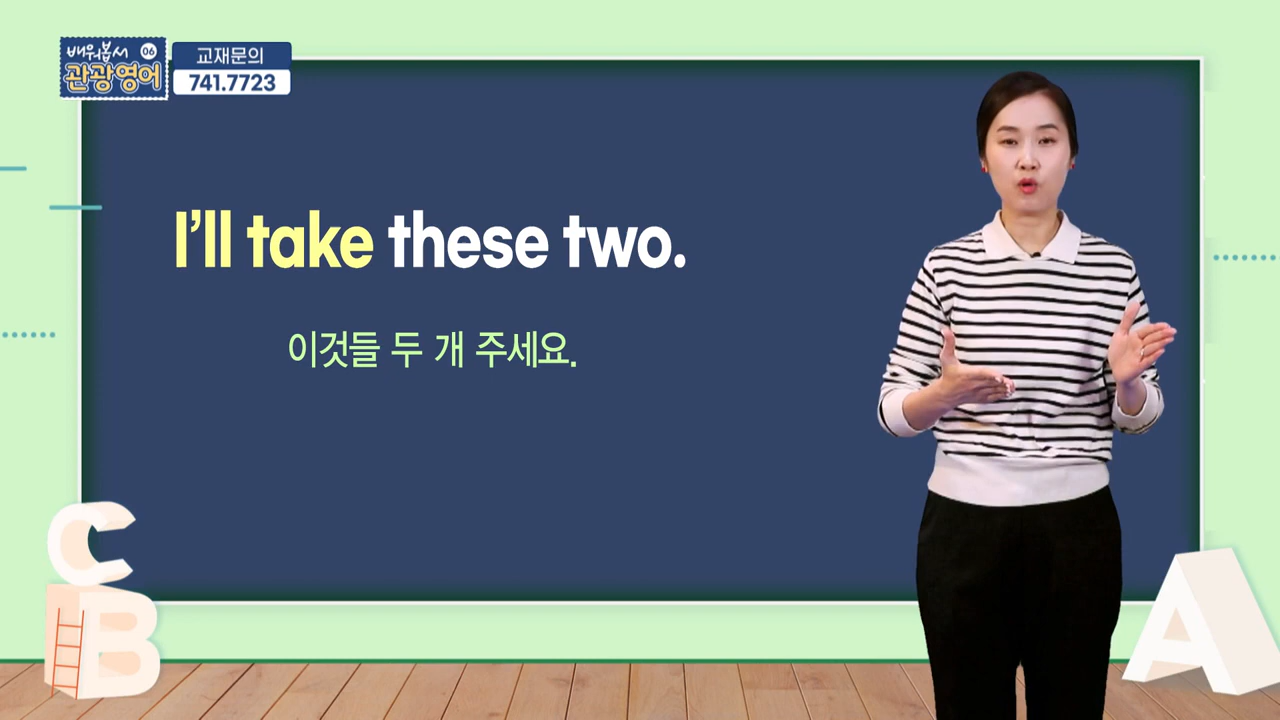 배워봅서 06
관광영어
교재문의
741.7723
I'll take these two.
이것들 두 개 주세요.
C
B
A